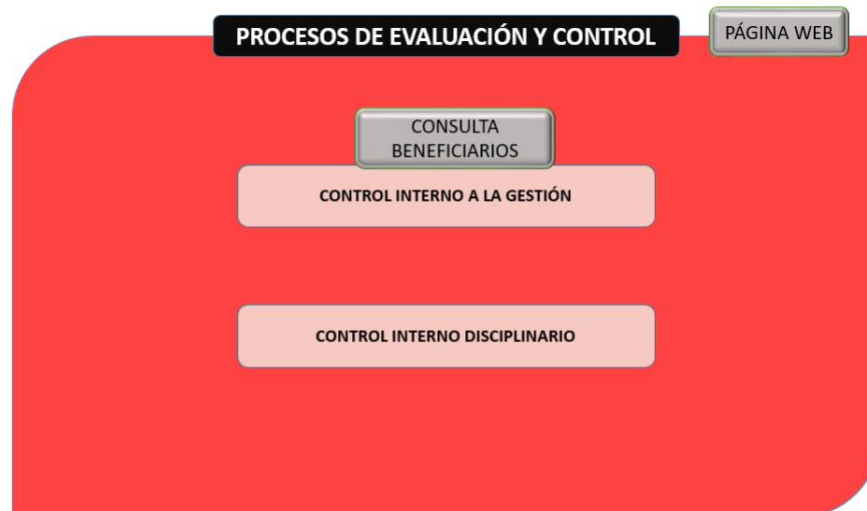 PROCESOS DE EVALUACIÓN Y CONTROL
PÁGINA WEB
CONSULTA
BENEFICIARIOS
CONTROL INTERNO A LA GESTIÓN
CONTROL INTERNO DISCIPLINARIO